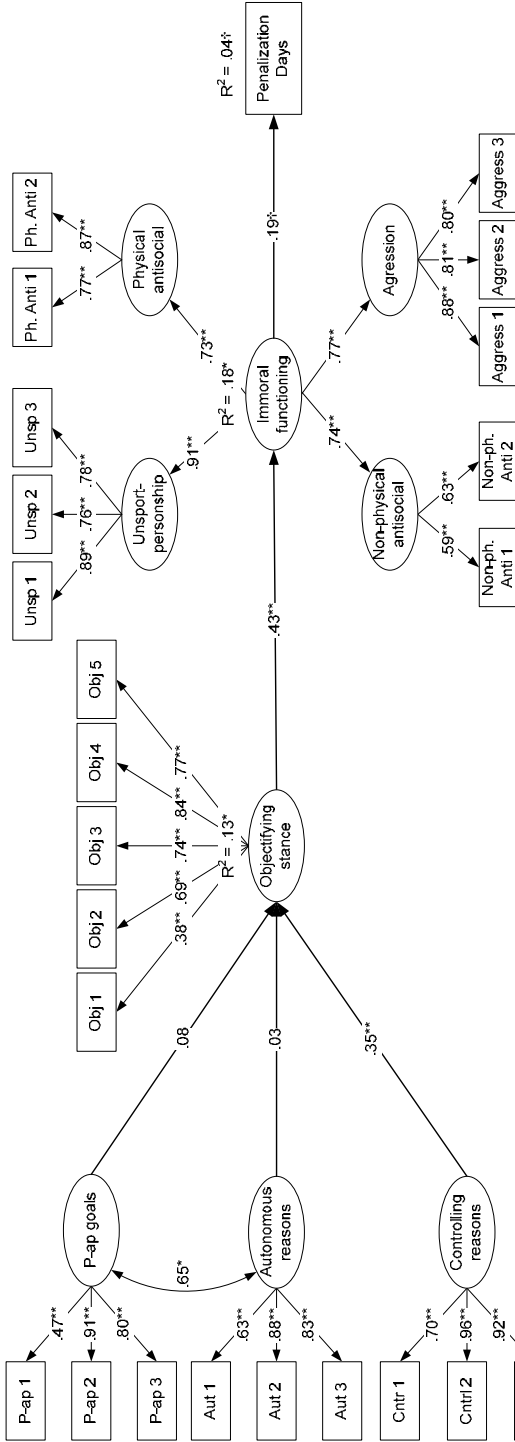 P-ap 1
P-ap 2
P-ap 3
Aut 1
Aut 2
Aut 3
Cntr 1
Cntrl 2
.47**
.91**
.80**
.63**
.88**
.83**
.70**
.96**
.92**
P-ap goals
Autonomous
reasons
Controlling
reasons
.65*
.08
.03
.35**
Obj 1
Obj 2
Obj 3
Obj 4
Obj 5
.38**
.69**
.74**
.84**
.77**
R² = .13*
Objectifying
stance
.43**
Unsp 1
Unsp 2
Unsp 3
.89**
.76**
.78**
Unsport-
personship
Ph. Anti 1
Ph. Anti 2
.77**
.87**
Physical
antisocial
.91**
.73**
R² = .18*
Immoral
functioning
.74**
.77**
Non-physical
antisocial
.59**
.63**
Non-ph.
Anti 1
Non-ph.
Anti 2
Agression
.88**
.81**
.80**
Aggress 1
Aggress 2
Aggress 3
.19†
R² = .04†
Penalization
Days